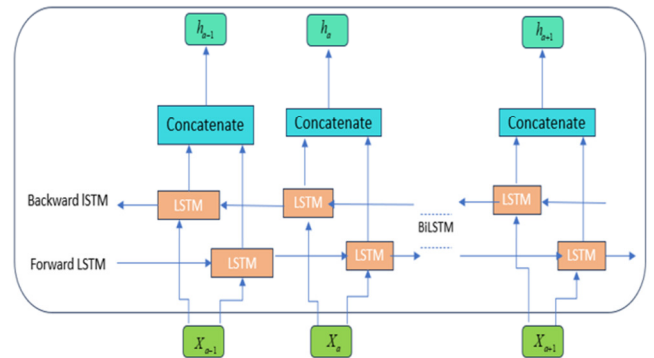 h_{a-1} h_a h_{a+1}
Concatenate Concatenate Concatenate
Backward lSTM LSTM LSTM LSTM
BiLSTM
Forward LSTM LSTM LSTM LSTM
X_{a-1} X_a X_{a+1}